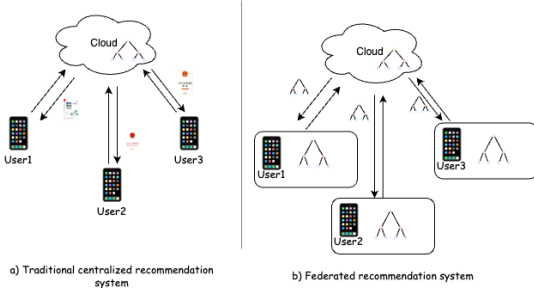 Cloud
User1
User2
User3
a) Traditional centralized recommendation
system
Cloud
User1
User2
User3
b) Federated recommendation system